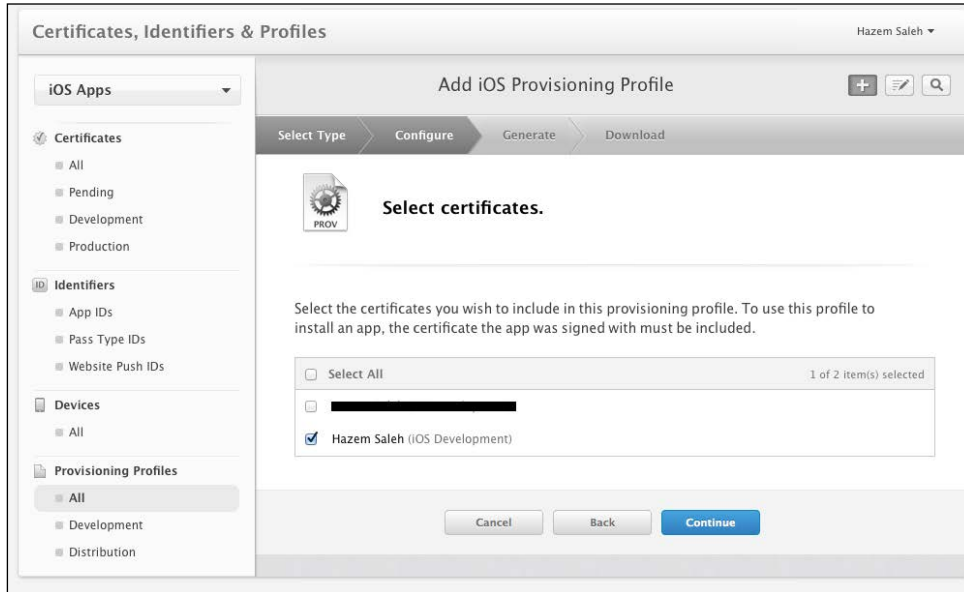 Certificates, Identifiers & Profiles
Hazem Saleh
iOS Apps
Certificates
All
Pending
Development
Production
ID
Identifiers
App IDs
Pass Type IDs
Website Push IDs
Devices
All
Provisioning Profiles
All
Development
Distribution
Add iOS Provisioning Profile
Select Type
Configure
Generate
Download
PROV
Select certificates.
Select the certificates you wish to include in this provisioning profile. To use this profile to
install an app, the certificate the app was signed with must be included.
Select All
1 of 2 item(s) selected
Hazem Saleh (iOS Development)
Cancel
Back
Continue